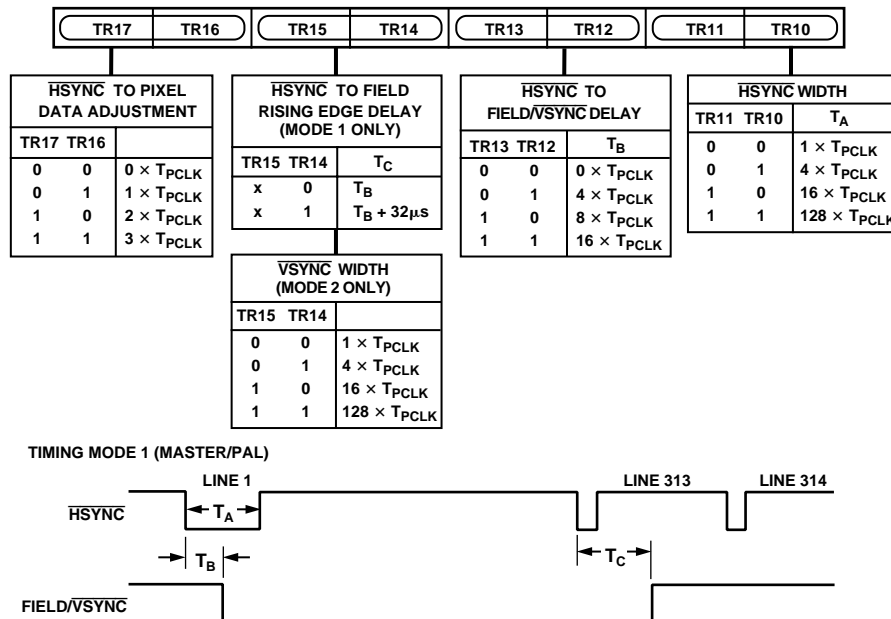 TR17 TR16 TR15 TR14 TR13 TR12 TR11 TR10
HSYNC TO PIXEL
DATA ADJUSTMENT
TR17 TR16
0 0 0 × TPCLK
0 1 1 × TPCLK
1 0 2 × TPCLK
1 1 3 × TPCLK
HSYNC TO FIELD
RISING EDGE DELAY
(MODE 1 ONLY)
TR15 TR14 TC
x 0 TB
x 1 TB + 32µs
VSYNC WIDTH
(MODE 2 ONLY)
TR15 TR14
0 0 1 × TPCLK
0 1 4 × TPCLK
1 0 16 × TPCLK
1 1 128 × TPCLK
HSYNC TO
FIELD/VSYNC DELAY
TR13 TR12 TB
0 0 0 × TPCLK
0 1 4 × TPCLK
1 0 8 × TPCLK
1 1 16 × TPCLK
HSYNC WIDTH
TR11 TR10 TA
0 0 1 × TPCLK
0 1 4 × TPCLK
1 0 16 × TPCLK
1 1 128 × TPCLK
TIMING MODE 1 (MASTER/PAL)
LINE 1 LINE 313 LINE 314
HSYNC
TA
TB
TC
FIELD/VSYNC